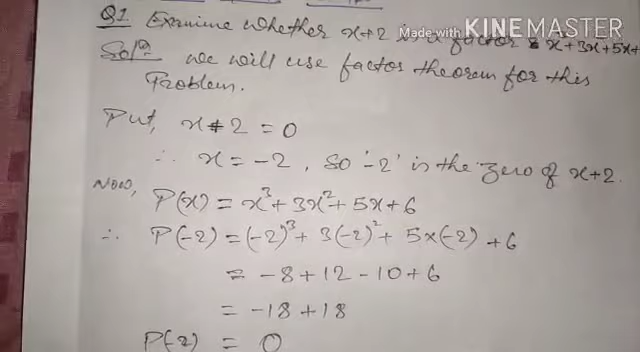 Q1 Examine whether x+2 is a factor x³+3x+5x+
Made with KINEMASTER
Solⁿ. we will use factor theorem for this
Problem.
Put, x+2 = 0
∴ x = -2, So '-2' is the zero of x+2.
Now, P(x) = x³+3x²+5x+6
∴ P(-2) = (-2)³ + 3(-2)² + 5×(-2) +6
= -8+12-10+6
= -18+18
P(-2) = 0